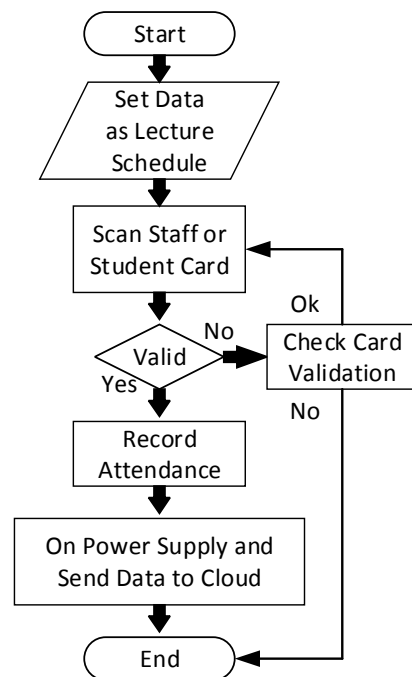 Start
Set Data
as Lecture
Schedule
Scan Staff or
Student Card
Ok
No
Valid
Check Card
Validation
Yes
No
Record
Attendance
On Power Supply and
Send Data to Cloud
End